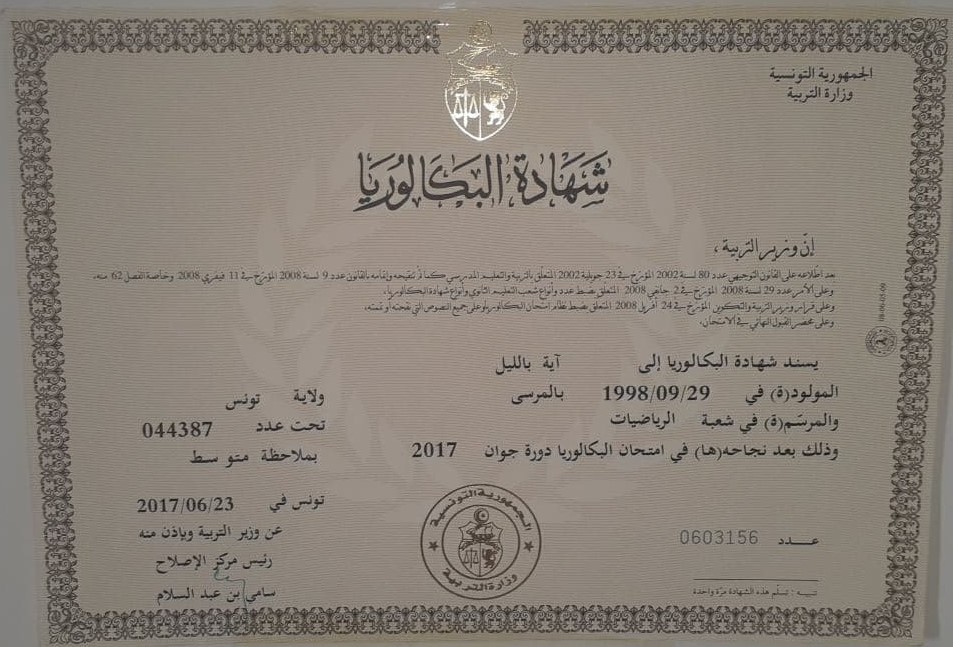 الجمهورية التونسية
وزارة التربية
شَهَادَة البَكَالُورِيَا
إنّ وزير التربية،
بعد اطلاعه على القانون التوجيهي عدد 80 لسنة 2002 المؤرخ في 23 جويلية 2002 المتعلق بالتربية والتعليم المدرسي كما تم تنقيحه وإتمامه بالقانون عدد 9 لسنة 2008 المؤرخ في 11 فيفري 2008 وخاصة الفصل 62 منه،
وعلى الأمر عدد 29 لسنة 2008 المؤرخ في 2 جانفي 2008 المتعلق بضبط عدد وأنواع شعب التعليم الثانوي وأنواع شهادة البكالوريا،
وعلى قرار وزير التربية والتكوين المؤرخ في 24 أفريل 2008 المتعلق بضبط نظام امتحان البكالوريا وعلى جميع النصوص التي نقحته أو تممته،
وعلى محضر القبول النهائي في الامتحان،
يسند شهادة البكالوريا إلى آية بالليل
المولود(ة) في 1998/09/29 بالمرسى ولاية تونس
والمرسّم(ة) في شعبة الرياضيات تحت عدد 044387
وذلك بعد نجاحه(ها) في امتحان البكالوريا دورة جوان 2017 بملاحظة متوسط
تونس في 2017/06/23
عن وزير التربية وبإذن منه
رئيس مركز الإصلاح
سامي بن عبد السلام
الجمهورية التونسية
وزارة التربية
عدد 0603156
تنبيه : تسلّم هذه الشهادة مرّة واحدة